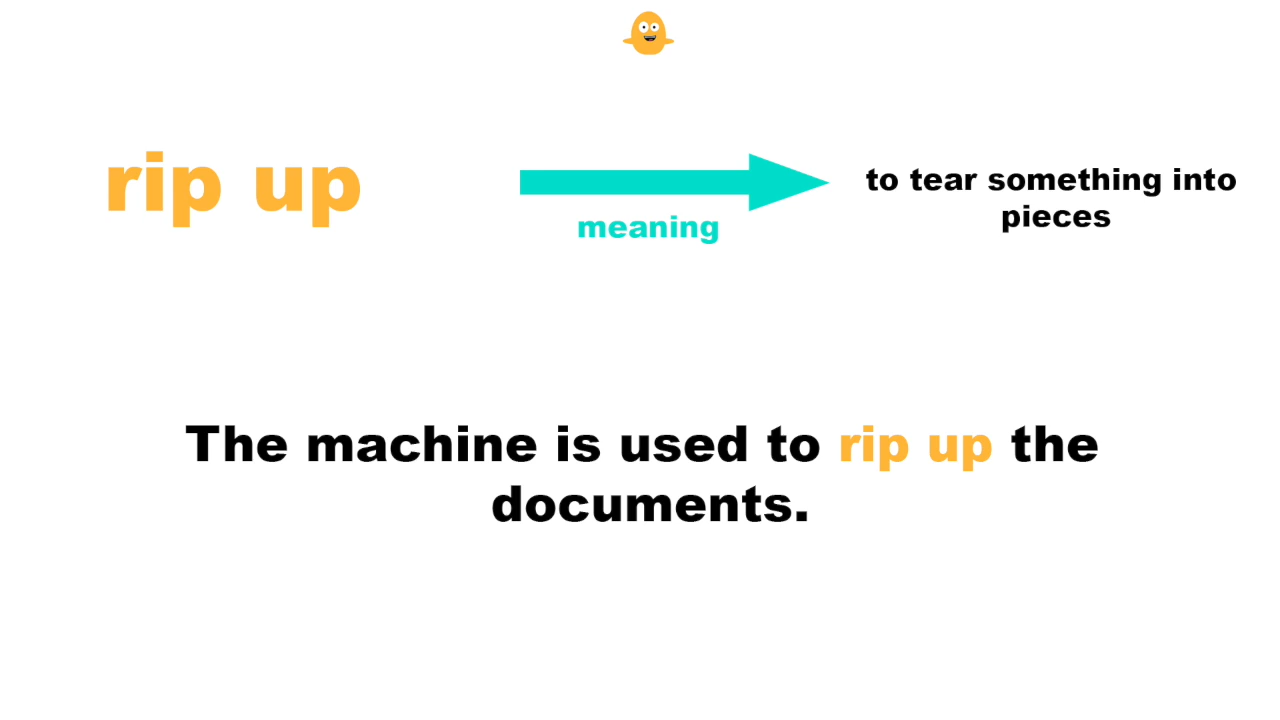 rip up
meaning
to tear something into
pieces
The machine is used to rip up the
documents.